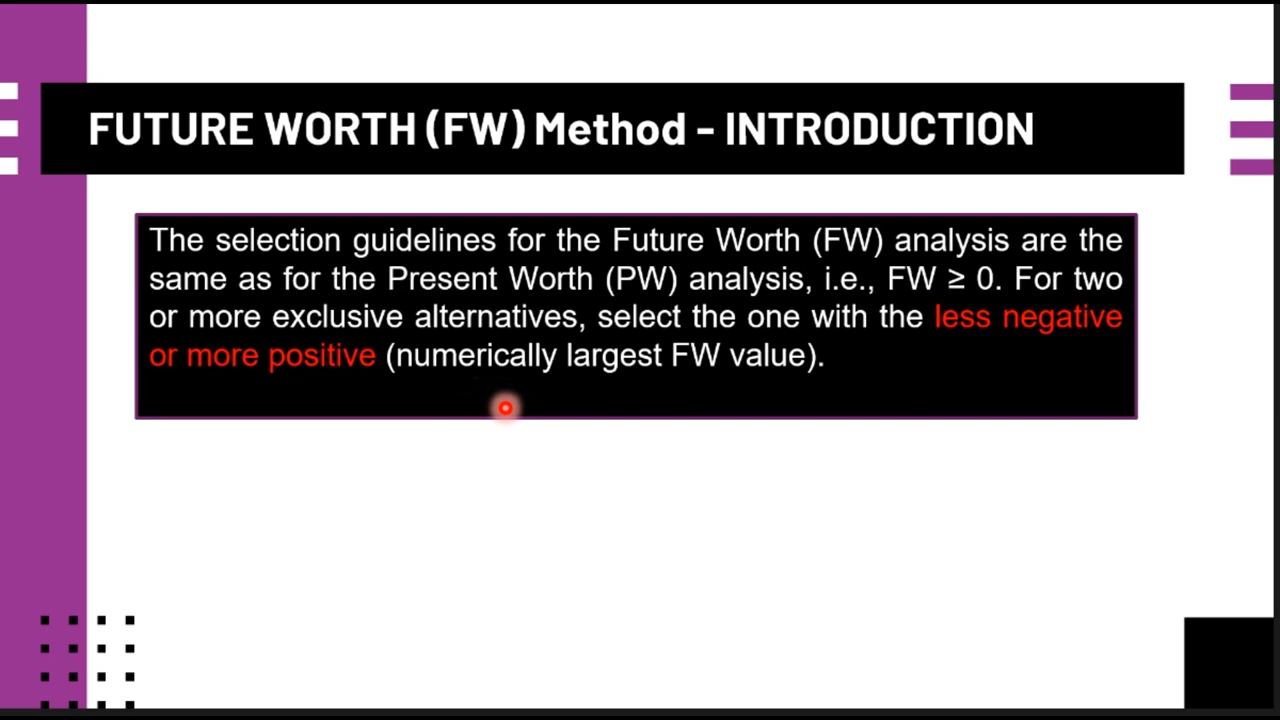 FUTURE WORTH (FW) Method - INTRODUCTION
The selection guidelines for the Future Worth (FW) analysis are the
same as for the Present Worth (PW) analysis, i.e., FW ≥ 0. For two
or more exclusive alternatives, select the one with the less negative
or more positive (numerically largest FW value).